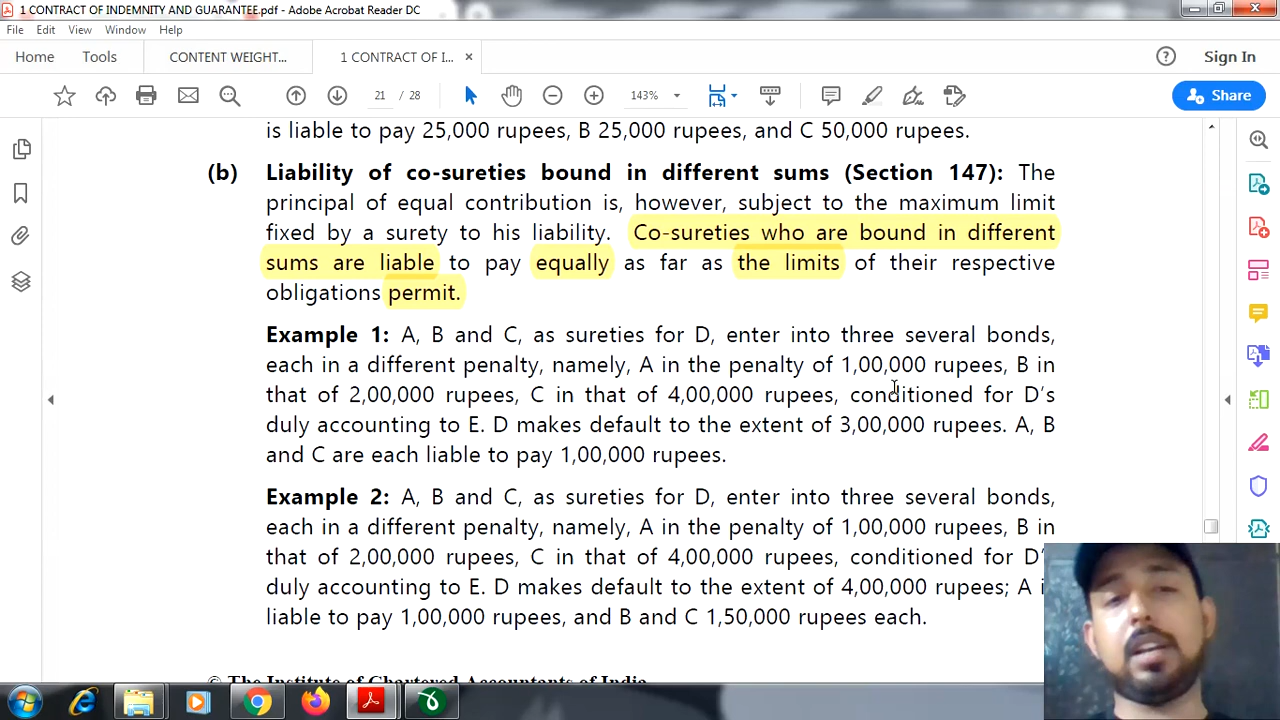 1 CONTRACT OF INDEMNITY AND GUARANTEE.pdf - Adobe Acrobat Reader DC
File Edit View Window Help
Home Tools CONTENT WEIGHT... 1 CONTRACT OF I... × Sign In
21 / 28 143% Share
is liable to pay 25,000 rupees, B 25,000 rupees, and C 50,000 rupees.
(b) Liability of co-sureties bound in different sums (Section 147): The
principal of equal contribution is, however, subject to the maximum limit
fixed by a surety to his liability. Co-sureties who are bound in different
sums are liable to pay equally as far as the limits of their respective
obligations permit.
Example 1: A, B and C, as sureties for D, enter into three several bonds,
each in a different penalty, namely, A in the penalty of 1,00,000 rupees, B in
that of 2,00,000 rupees, C in that of 4,00,000 rupees, conditioned for D's
duly accounting to E. D makes default to the extent of 3,00,000 rupees. A, B
and C are each liable to pay 1,00,000 rupees.
Example 2: A, B and C, as sureties for D, enter into three several bonds,
each in a different penalty, namely, A in the penalty of 1,00,000 rupees, B in
that of 2,00,000 rupees, C in that of 4,00,000 rupees, conditioned for D'
duly accounting to E. D makes default to the extent of 4,00,000 rupees; A i
liable to pay 1,00,000 rupees, and B and C 1,50,000 rupees each.
© The Institute of Chartered Accountants of India